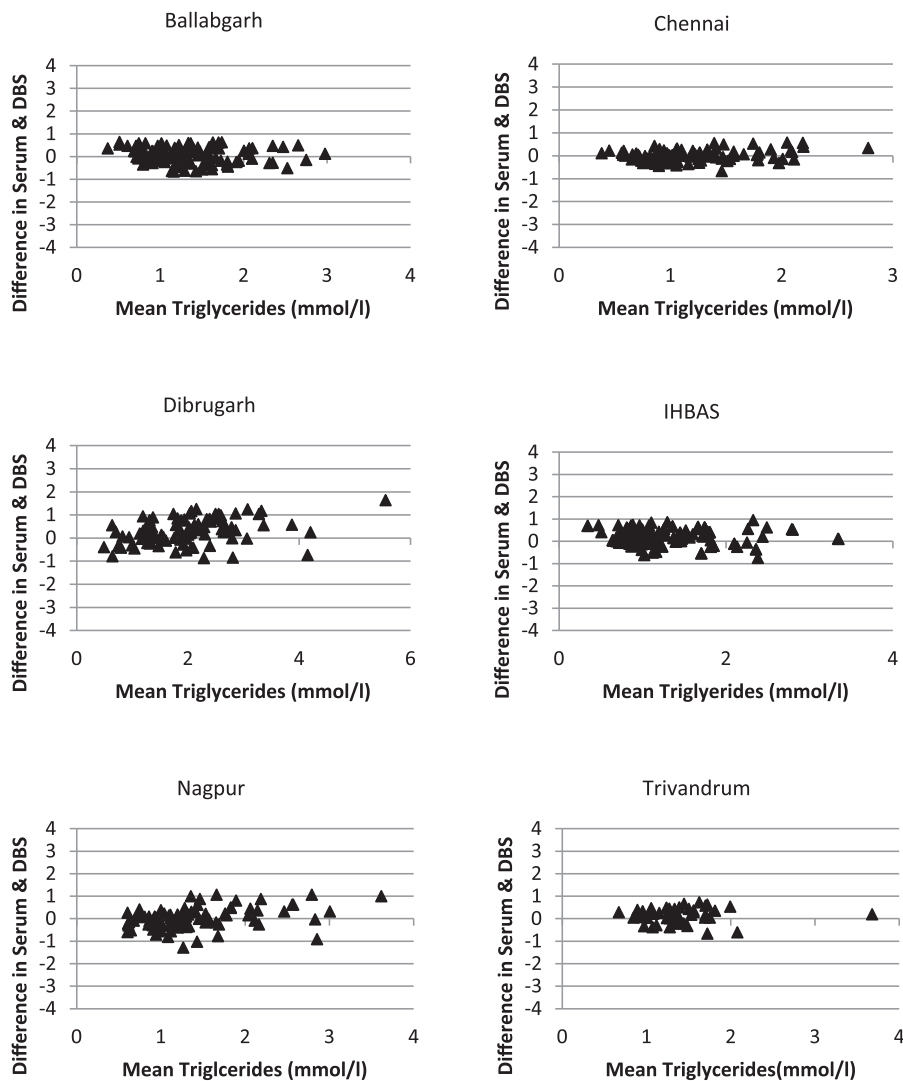 Ballabgarh
4
3
2
1
0
-1
-2
-3
-4
0 1 2 3 4
Difference in Serum & DBS
Mean Triglycerides (mmol/l)
Chennai
4
3
2
1
0
-1
-2
-3
-4
0 1 2 3
Difference in Serum & DBS
Mean Triglycerides (mmol/l)
Dibrugarh
4
3
2
1
0
-1
-2
-3
-4
0 2 4 6
Difference in Serum & DBS
Mean Triglycerides (mmol/l)
IHBAS
4
3
2
1
0
-1
-2
-3
-4
0 2 4
Difference in Serum & DBS
Mean Triglyerides (mmol/l)
Nagpur
4
3
2
1
0
-1
-2
-3
-4
0 1 2 3 4
Difference in Serum & DBS
Mean Triglcerides (mmol/l)
Trivandrum
4
3
2
1
0
-1
-2
-3
-4
0 1 2 3 4
Difference in Serum & DBS
Mean Triglycerides(mmol/l)